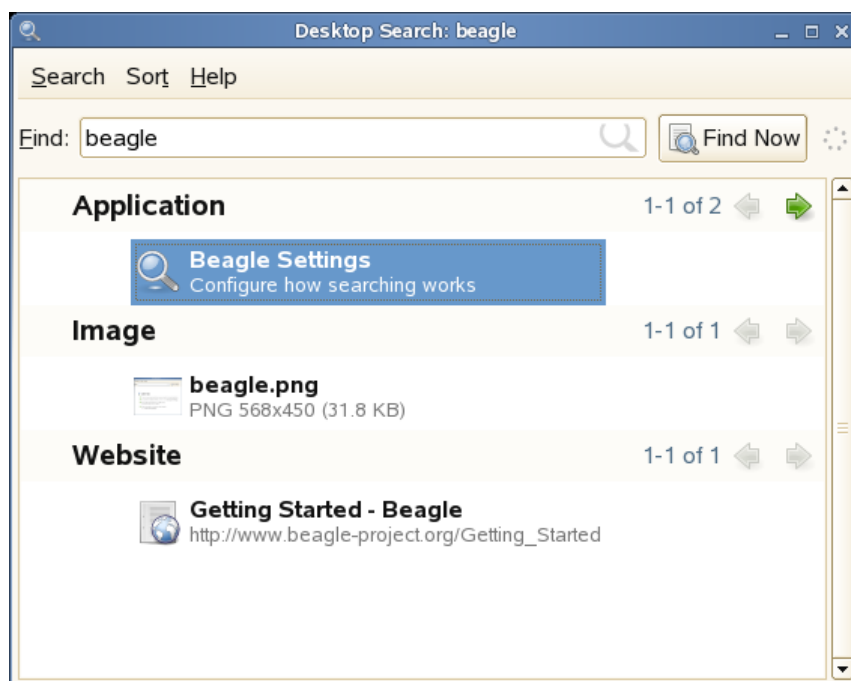 Desktop Search: beagle
Search Sort Help
Find: beagle Find Now
Application 1-1 of 2
Beagle Settings
Configure how searching works
Image 1-1 of 1
beagle.png
PNG 568x450 (31.8 KB)
Website 1-1 of 1
Getting Started - Beagle
http://www.beagle-project.org/Getting_Started